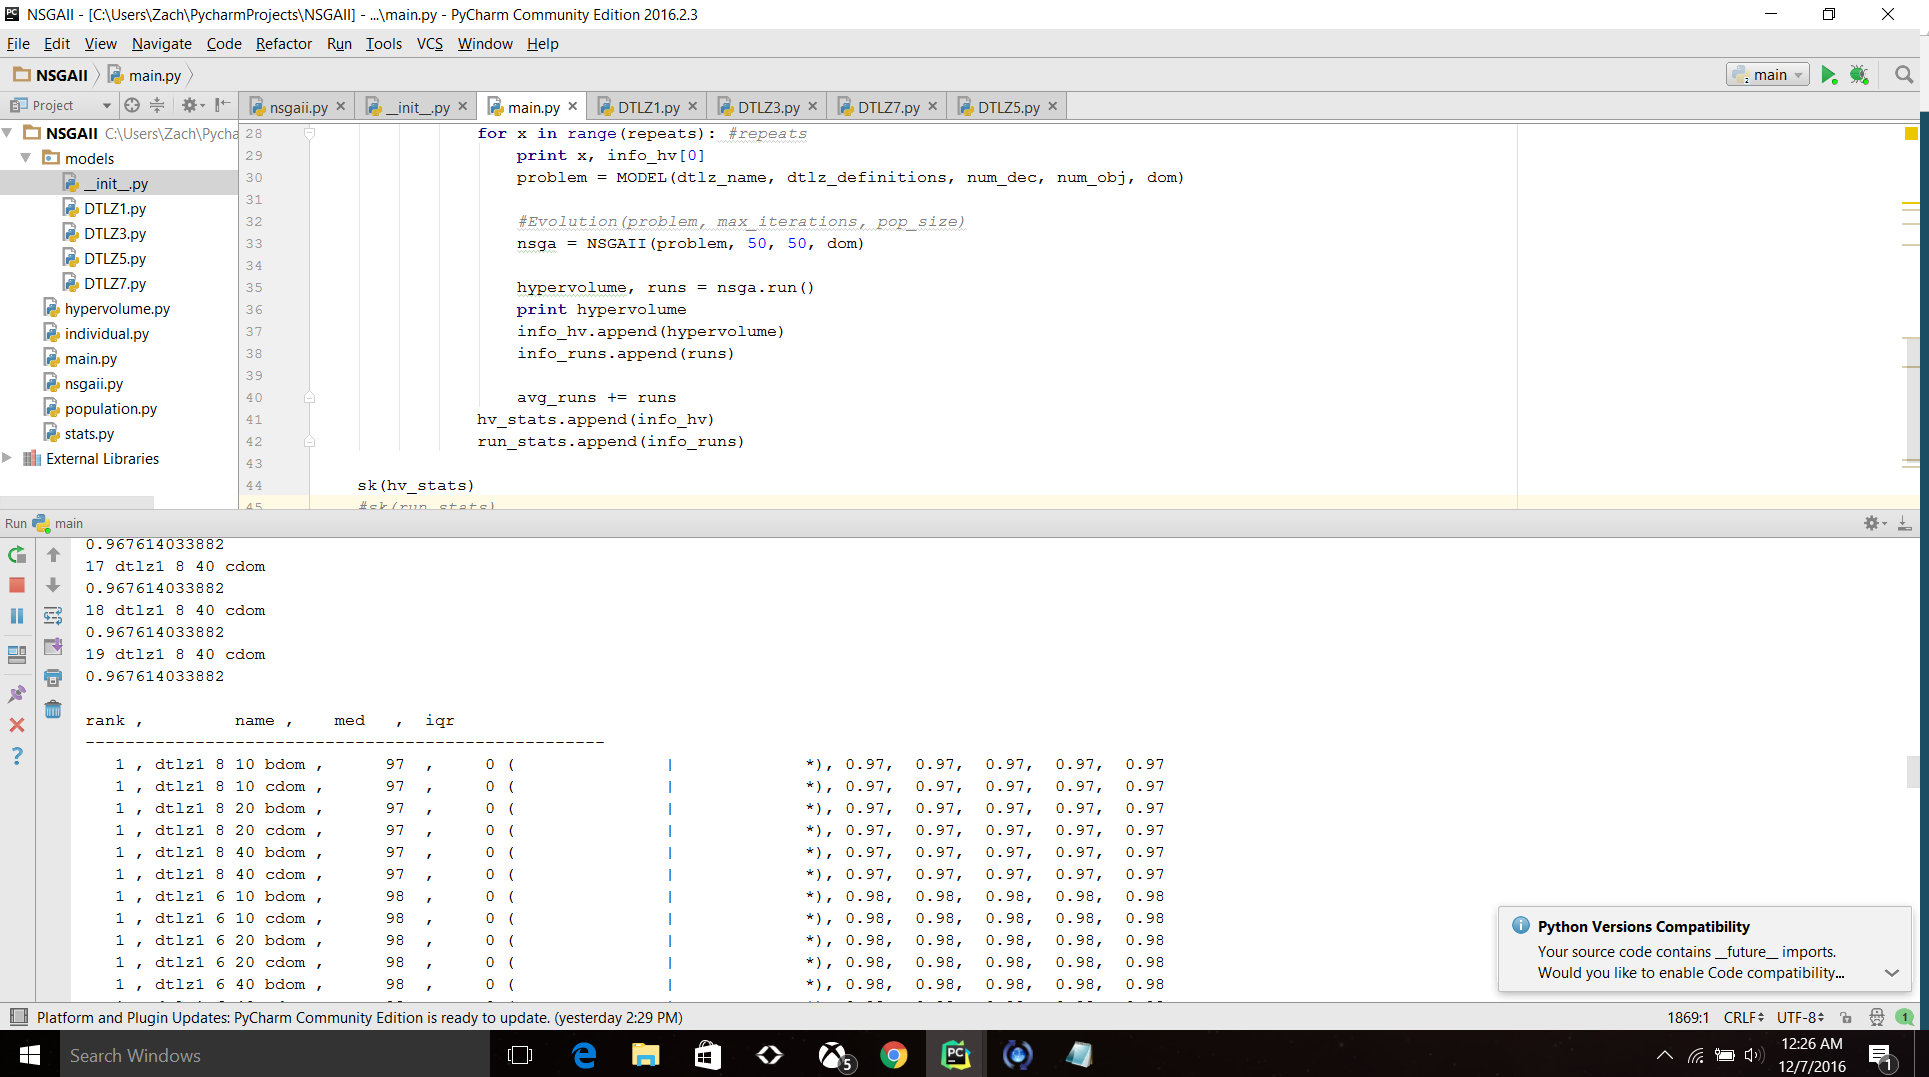 NSGAII - [C:\Users\Zach\PycharmProjects\NSGAII] - ...\main.py - PyCharm Community Edition 2016.2.3
File Edit View Navigate Code Refactor Run Tools VCS Window Help
NSGAII main.py main
Project nsgaii.py __init__.py main.py DTLZ1.py DTLZ3.py DTLZ7.py DTLZ5.py
NSGAII C:\Users\Zach\Pycha
models
__init__.py
DTLZ1.py
DTLZ3.py
DTLZ5.py
DTLZ7.py
hypervolume.py
individual.py
main.py
nsgaii.py
population.py
stats.py
External Libraries
28 for x in range(repeats): #repeats
29 print x, info_hv[0]
30 problem = MODEL(dtlz_name, dtlz_definitions, num_dec, num_obj, dom)
31
32 #Evolution(problem, max_iterations, pop_size)
33 nsga = NSGAII(problem, 50, 50, dom)
34
35 hypervolume, runs = nsga.run()
36 print hypervolume
37 info_hv.append(hypervolume)
38 info_runs.append(runs)
39
40 avg_runs += runs
41 hv_stats.append(info_hv)
42 run_stats.append(info_runs)
43
44 sk(hv_stats)
45 #sk(run_stats)
Run main
0.967614033882
17 dtlz1 8 40 cdom
0.967614033882
18 dtlz1 8 40 cdom
0.967614033882
19 dtlz1 8 40 cdom
0.967614033882
rank , name , med , iqr
----------------------------------------------------
1 , dtlz1 8 10 bdom , 97 , 0 ( | *), 0.97, 0.97, 0.97, 0.97, 0.97
1 , dtlz1 8 10 cdom , 97 , 0 ( | *), 0.97, 0.97, 0.97, 0.97, 0.97
1 , dtlz1 8 20 bdom , 97 , 0 ( | *), 0.97, 0.97, 0.97, 0.97, 0.97
1 , dtlz1 8 20 cdom , 97 , 0 ( | *), 0.97, 0.97, 0.97, 0.97, 0.97
1 , dtlz1 8 40 bdom , 97 , 0 ( | *), 0.97, 0.97, 0.97, 0.97, 0.97
1 , dtlz1 8 40 cdom , 97 , 0 ( | *), 0.97, 0.97, 0.97, 0.97, 0.97
1 , dtlz1 6 10 bdom , 98 , 0 ( | *), 0.98, 0.98, 0.98, 0.98, 0.98
1 , dtlz1 6 10 cdom , 98 , 0 ( | *), 0.98, 0.98, 0.98, 0.98, 0.98
1 , dtlz1 6 20 bdom , 98 , 0 ( | *), 0.98, 0.98, 0.98, 0.98, 0.98
1 , dtlz1 6 20 cdom , 98 , 0 ( | *), 0.98, 0.98, 0.98, 0.98, 0.98
1 , dtlz1 6 40 bdom , 98 , 0 ( | *), 0.98, 0.98, 0.98, 0.98, 0.98
Python Versions Compatibility
Your source code contains __future__ imports.
Would you like to enable Code compatibility...
Platform and Plugin Updates: PyCharm Community Edition is ready to update. (yesterday 2:29 PM) 1869:1 CRLF UTF-8 1
Search Windows 5 PC 12:26 AM
12/7/2016 1